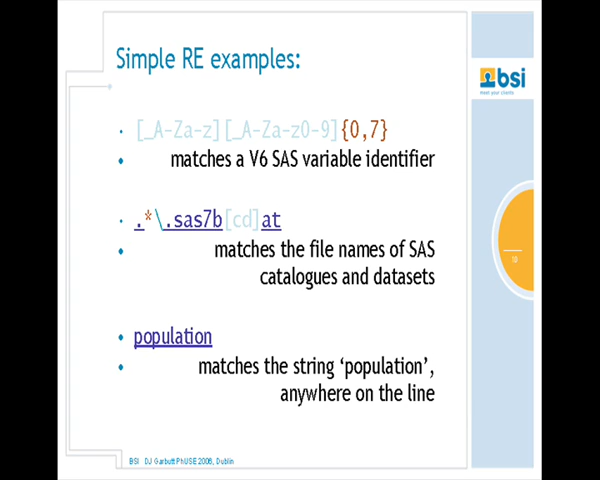 Simple RE examples:
bsi
[_A-Za-z][_A-Za-z0-9]{0,7}
matches a V6 SAS variable identifier
.*\.sas7b[cd]at
matches the file names of SAS
catalogues and datasets
10
population
matches the string ‘population’,
anywhere on the line
BSI DJ Garbutt PhUSE 2006, Dublin